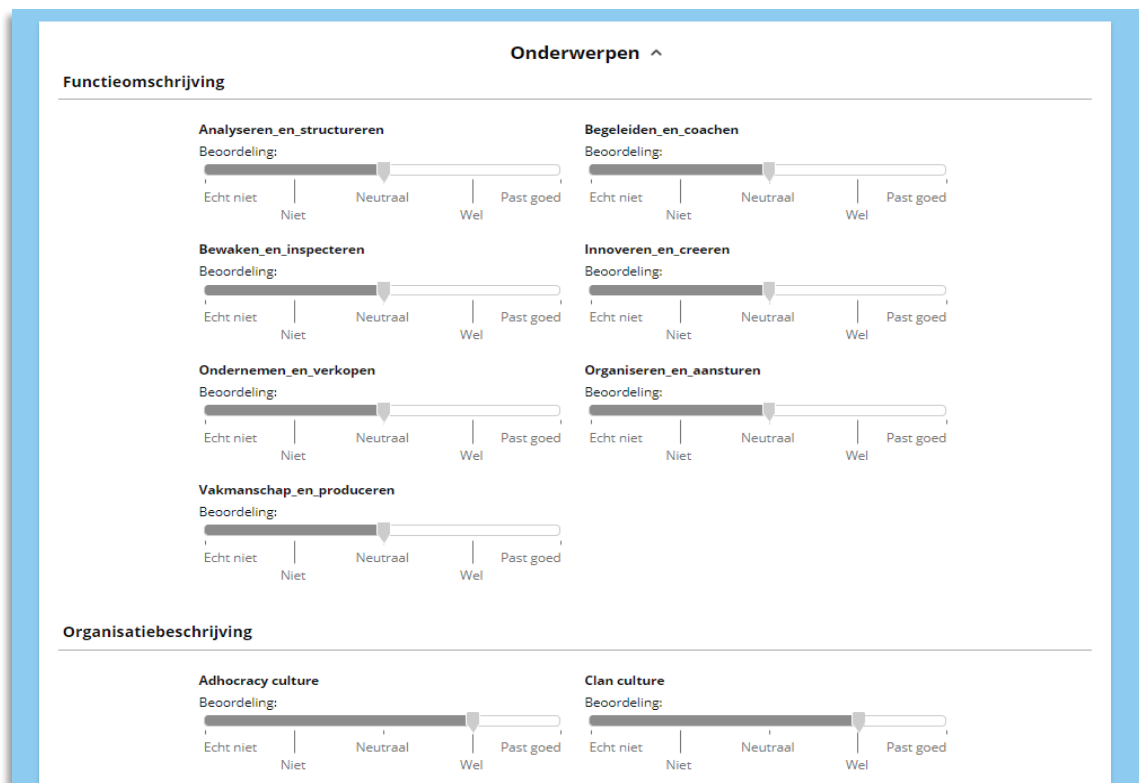 Onderwerpen
Functieomschrijving
Analyseren_en_structureren
Beoordeling:
Echt niet Neutraal Past goed
Niet Wel
Begeleiden_en_coachen
Beoordeling:
Echt niet Neutraal Past goed
Niet Wel
Bewaken_en_inspecteren
Beoordeling:
Echt niet Neutraal Past goed
Niet Wel
Innoveren_en_creeren
Beoordeling:
Echt niet Neutraal Past goed
Niet Wel
Ondernemen_en_verkopen
Beoordeling:
Echt niet Neutraal Past goed
Niet Wel
Organiseren_en_aansturen
Beoordeling:
Echt niet Neutraal Past goed
Niet Wel
Vakmanschap_en_produceren
Beoordeling:
Echt niet Neutraal Past goed
Niet Wel
Organisatiebeschrijving
Adhocracy culture
Beoordeling:
Echt niet Neutraal Past goed
Niet Wel
Clan culture
Beoordeling:
Echt niet Neutraal Past goed
Niet Wel